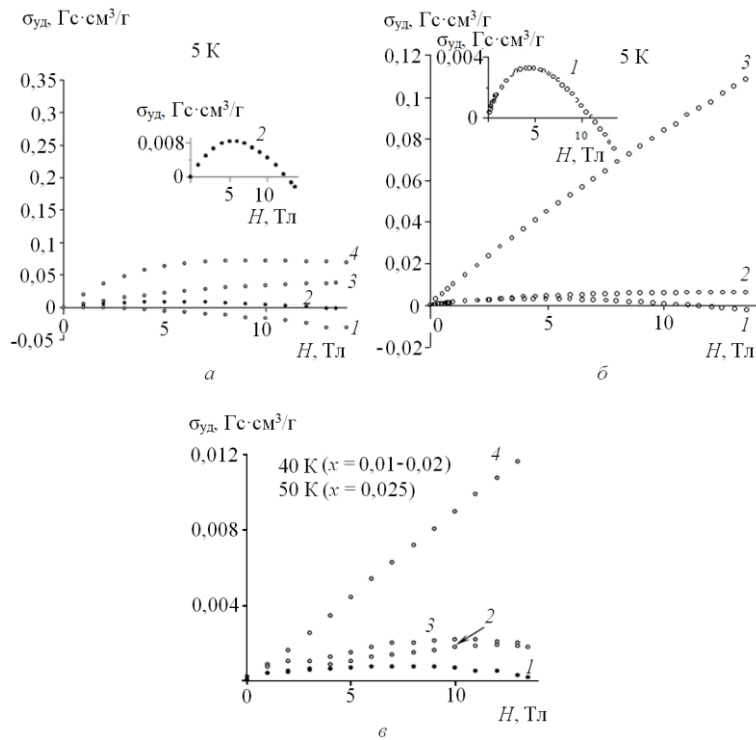 σуд, Гс·см³/г
5 К
0,35
0,3
0,25
0,2
0,15
0,1
0,05
0
-0,05
0
5
10
H, Тл
σуд, Гс·см³/г
0,008
0
2
5
10
H, Тл
4
3
2
1
а
σуд, Гс·см³/г
5 К
0,12
0,1
0,08
0,06
0,04
0,02
0
-0,02
0
5
10
H, Тл
σуд, Гс·см³/г
0,004
0
1
5
10
H, Тл
3
2
1
б
σуд, Гс·см³/г
40 К (x = 0,01–0,02)
50 К (x = 0,025)
0,012
0,008
0,004
0
5
10
H, Тл
4
3
2
1
в